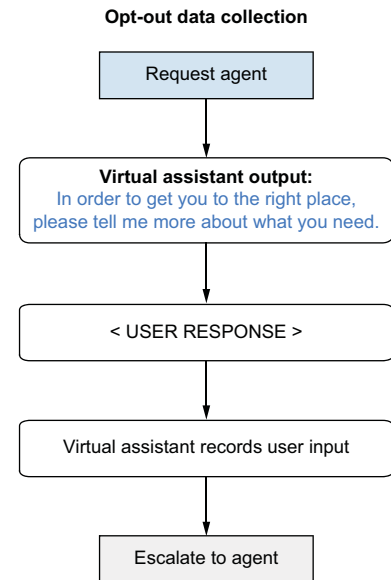 Opt-out data collection
Request agent
Virtual assistant output:
In order to get you to the right place,
please tell me more about what you need.
< USER RESPONSE >
Virtual assistant records user input
Escalate to agent